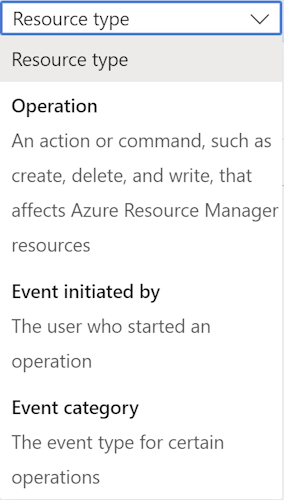 Resource type
Resource type
Operation
An action or command, such as
create, delete, and write, that
affects Azure Resource Manager
resources
Event initiated by
The user who started an
operation
Event category
The event type for certain
operations